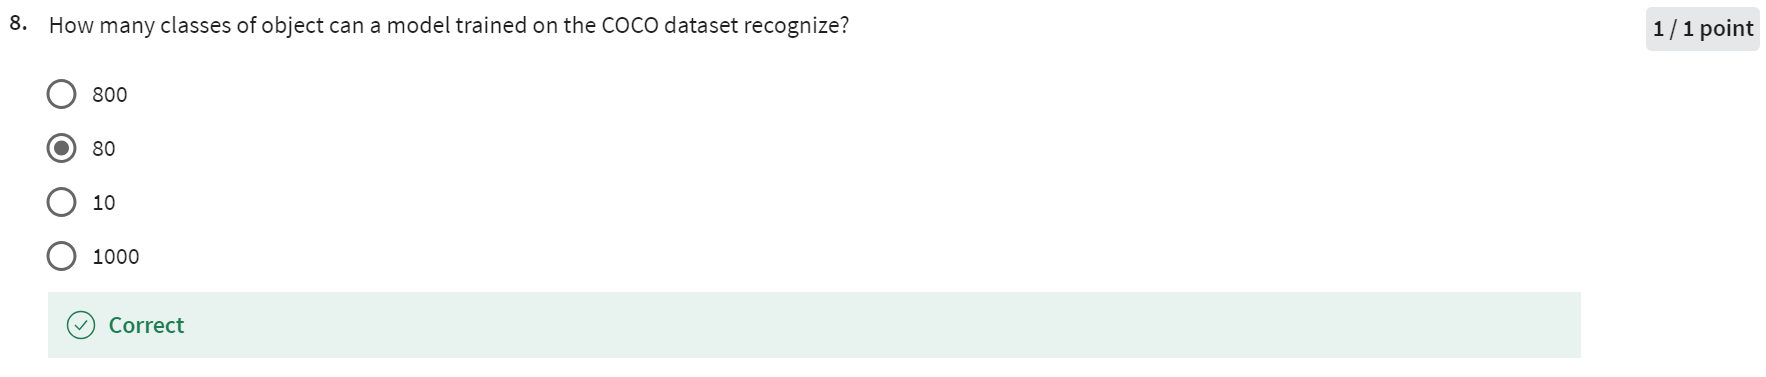 8. How many classes of object can a model trained on the COCO dataset recognize?
1 / 1 point
800
80
10
1000
Correct